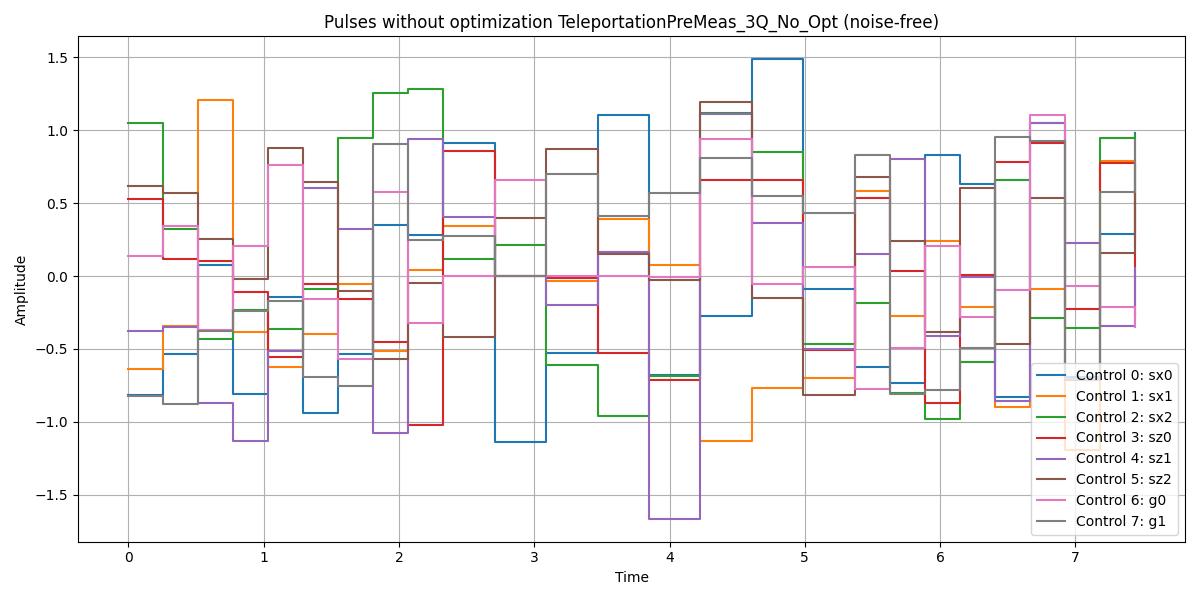 Pulses without optimization TeleportationPreMeas_3Q_No_Opt (noise-free)
1.5
1.0
0.5
0.0
−0.5
−1.0
−1.5
Amplitude
Control 0: sx0
Control 1: sx1
Control 2: sx2
Control 3: sz0
Control 4: sz1
Control 5: sz2
Control 6: g0
Control 7: g1
0 1 2 3 4 5 6 7
Time